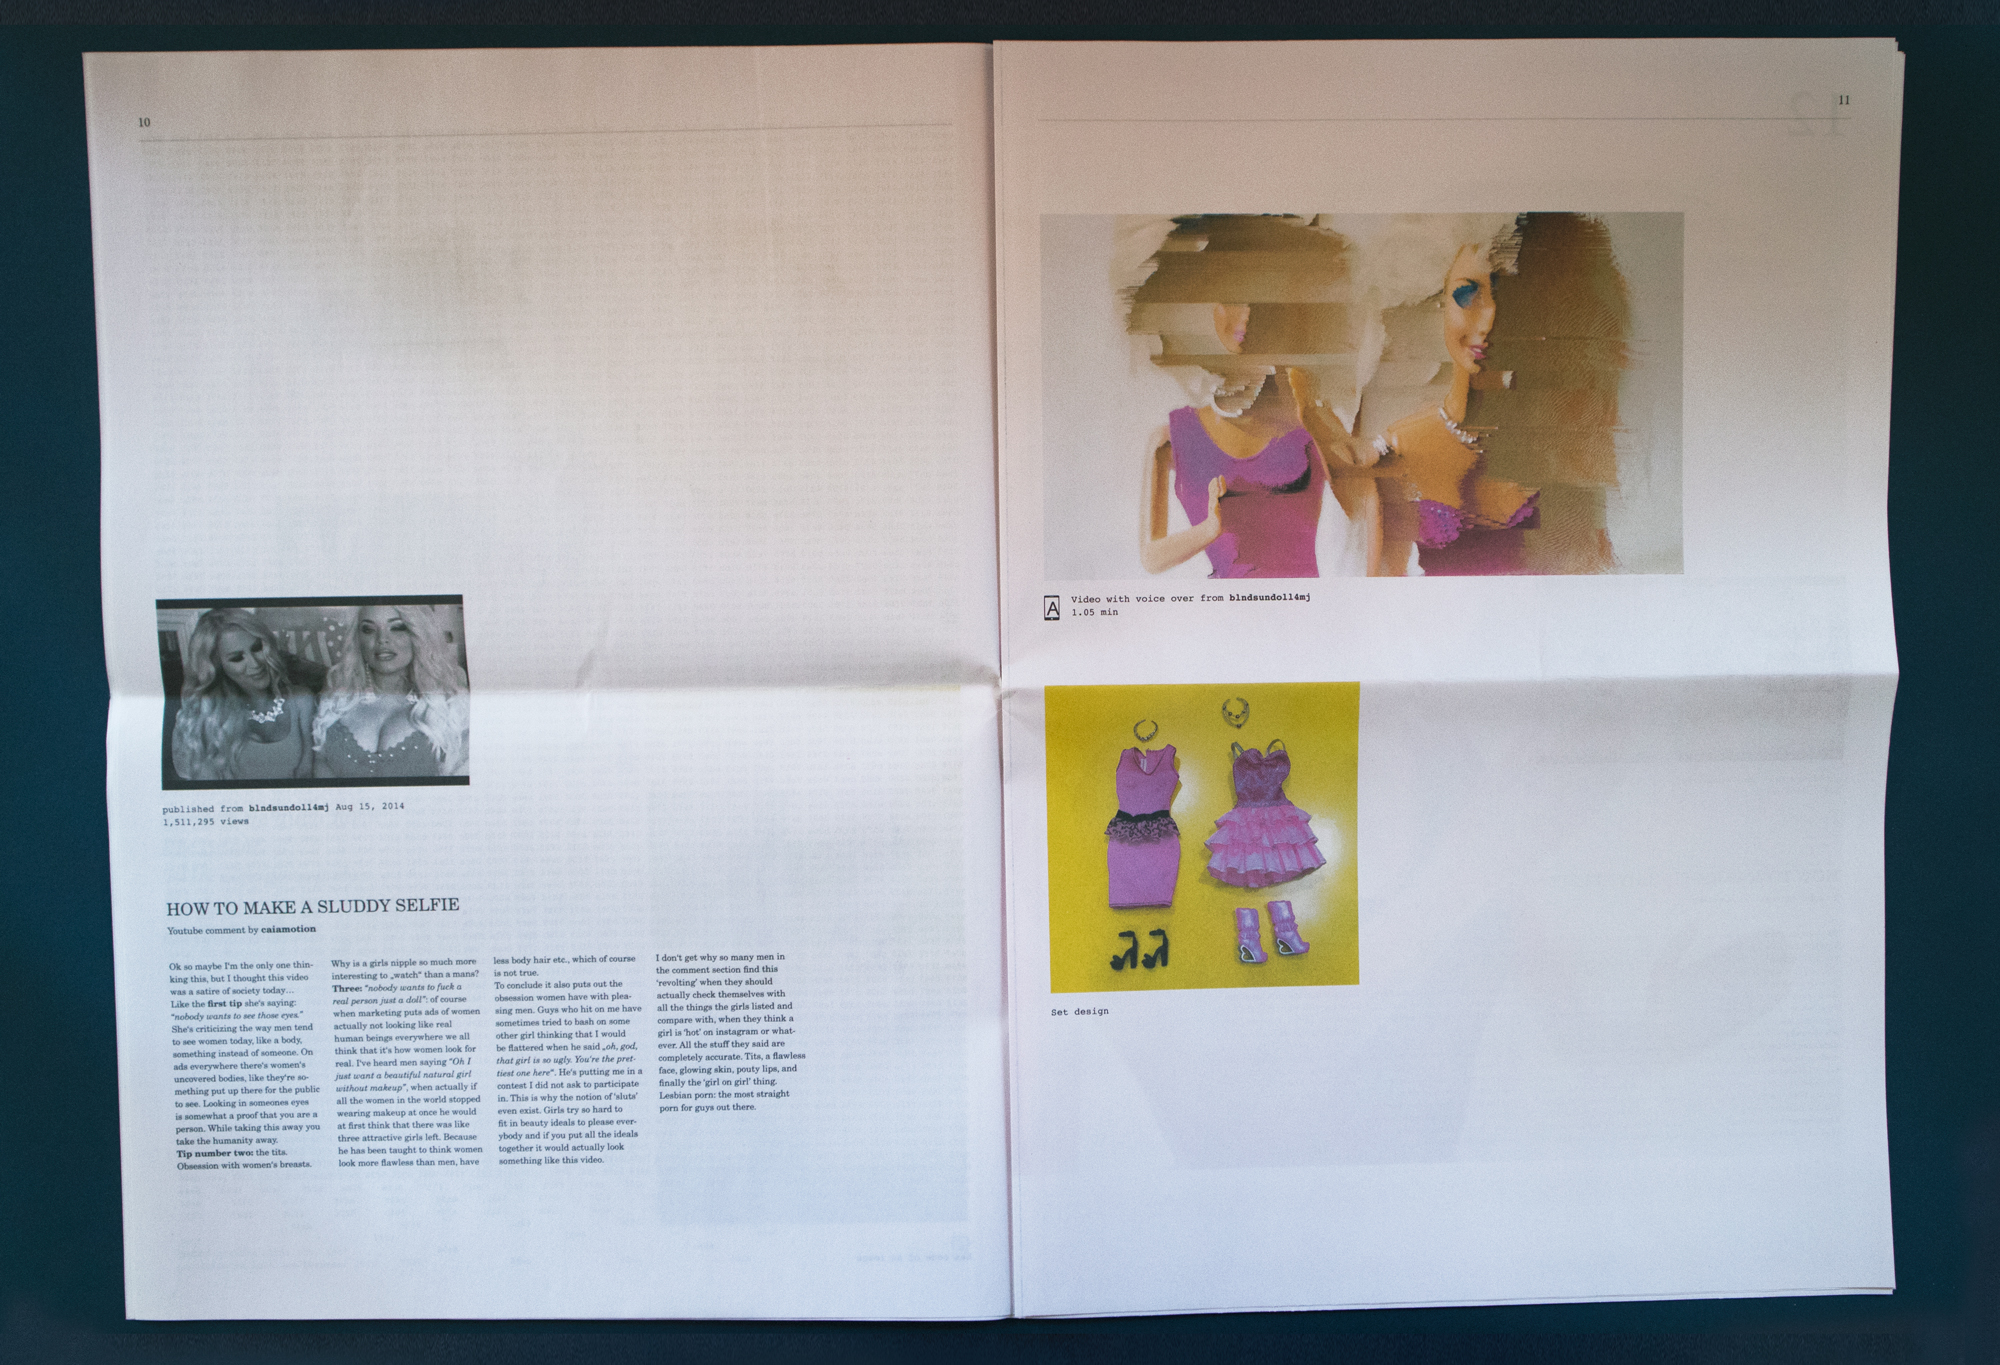 10
published from blndsundoll4mj Aug 15, 2014
1,511,295 views
HOW TO MAKE A SLUDDY SELFIE
Youtube comment by caiamotion
Ok so maybe I'm the only one thin-
king this, but I thought this video
was a satire of society today…
Like the first tip she's saying:
"nobody wants to see those eyes."
She's criticizing the way men tend
to see women today, like a body,
something instead of someone. On
ads everywhere there's women's
uncovered bodies, like they're so-
mething put up there for the public
to see. Looking in someones eyes
is somewhat a proof that you are a
person. While taking this away you
take the humanity away.
Tip number two: the tits.
Obsession with women's breasts.
Why is a girls nipple so much more
interesting to „watch" than a mans?
Three: "nobody wants to fuck a
real person just a doll": of course
when marketing puts ads of women
actually not looking like real
human beings everywhere we all
think that it's how women look for
real. I've heard men saying "Oh I
just want a beautiful natural girl
without makeup", when actually if
all the women in the world stopped
wearing makeup at once he would
at first think that there was like
three attractive girls left. Because
he has been taught to think women
look more flawless than men, have
less body hair etc., which of course
is not true.
To conclude it also puts out the
obsession women have with plea-
sing men. Guys who hit on me have
sometimes tried to bash on some
other girl thinking that I would
be flattered when he said „oh, god,
that girl is so ugly. You're the pret-
tiest one here". He's putting me in a
contest I did not ask to participate
in. This is why the notion of 'sluts'
even exist. Girls try so hard to
fit in beauty ideals to please ever-
ybody and if you put all the ideals
together it would actually look
something like this video.
I don't get why so many men in
the comment section find this
'revolting' when they should
actually check themselves with
all the things the girls listed and
compare with, when they think a
girl is 'hot' on instagram or what-
ever. All the stuff they said are
completely accurate. Tits, a flawless
face, glowing skin, pouty lips, and
finally the 'girl on girl' thing.
Lesbian porn: the most straight
porn for guys out there.
11
A
Video with voice over from blndsundoll4mj
1.05 min
Set design